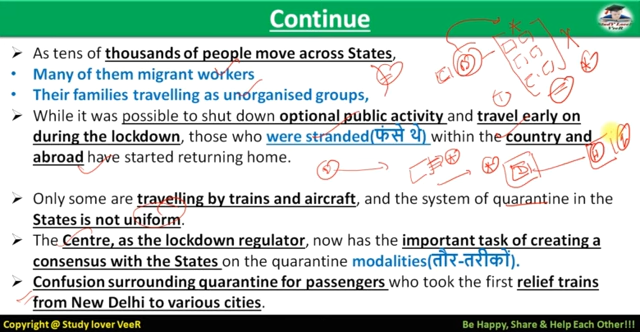 Continue
➢ As tens of thousands of people move across States,
• Many of them migrant workers
• Their families travelling as unorganised groups,
➢ While it was possible to shut down optional public activity and travel early on
during the lockdown, those who were stranded(फंसे थे) within the country and
abroad have started returning home.
➢ Only some are travelling by trains and aircraft, and the system of quarantine in the
States is not uniform.
➢ The Centre, as the lockdown regulator, now has the important task of creating a
consensus with the States on the quarantine modalities(तौर-तरीकों).
➢ Confusion surrounding quarantine for passengers who took the first relief trains
from New Delhi to various cities.
Copyright @ Study lover VeeR
Be Happy, Share & Help Each Other!!!